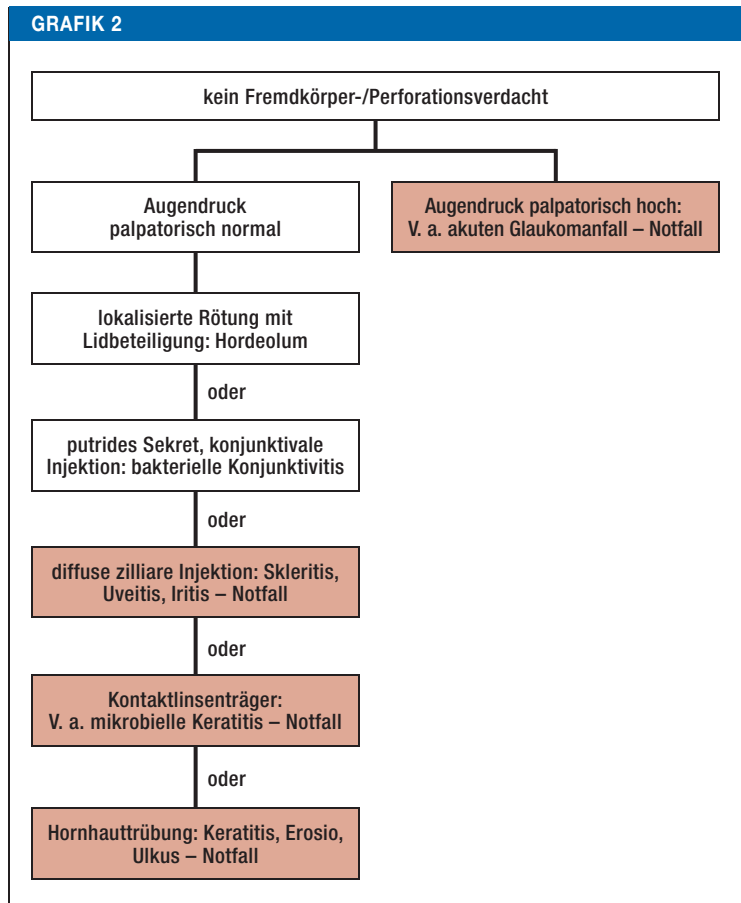 GRAFIK 2
kein Fremdkörper-/Perforationsverdacht
Augendruck
palpatorisch normal
Augendruck palpatorisch hoch:
V. a. akuten Glaukomanfall – Notfall
lokalisierte Rötung mit
Lidbeteiligung: Hordeolum
oder
putrides Sekret, konjunktivale
Injektion: bakterielle Konjunktivitis
oder
diffuse zilliare Injektion: Skleritis,
Uveitis, Iritis – Notfall
oder
Kontaktlinsenträger:
V. a. mikrobielle Keratitis – Notfall
oder
Hornhauttrübung: Keratitis, Erosio,
Ulkus – Notfall